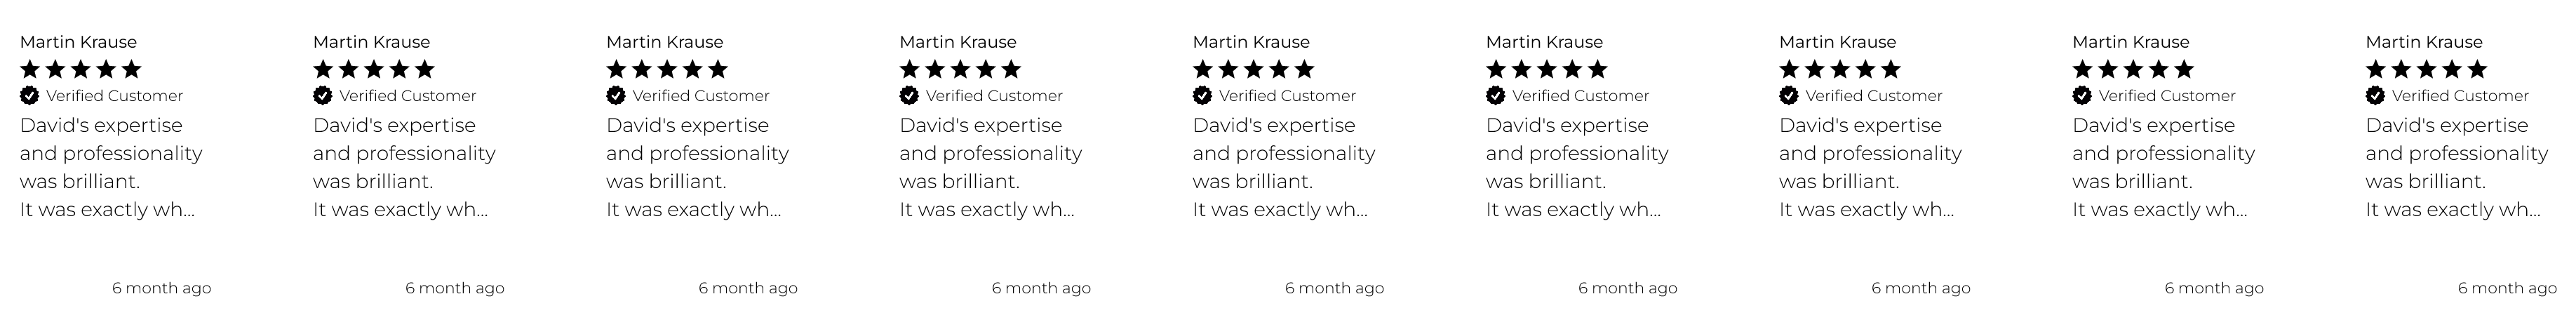 Martin Krause
Verified Customer
David's expertise
and professionality
was brilliant.
It was exactly wh...
6 month ago
Martin Krause
Verified Customer
David's expertise
and professionality
was brilliant.
It was exactly wh...
6 month ago
Martin Krause
Verified Customer
David's expertise
and professionality
was brilliant.
It was exactly wh...
6 month ago
Martin Krause
Verified Customer
David's expertise
and professionality
was brilliant.
It was exactly wh...
6 month ago
Martin Krause
Verified Customer
David's expertise
and professionality
was brilliant.
It was exactly wh...
6 month ago
Martin Krause
Verified Customer
David's expertise
and professionality
was brilliant.
It was exactly wh...
6 month ago
Martin Krause
Verified Customer
David's expertise
and professionality
was brilliant.
It was exactly wh...
6 month ago
Martin Krause
Verified Customer
David's expertise
and professionality
was brilliant.
It was exactly wh...
6 month ago
Martin Krause
Verified Customer
David's expertise
and professionality
was brilliant.
It was exactly wh...
6 month ago